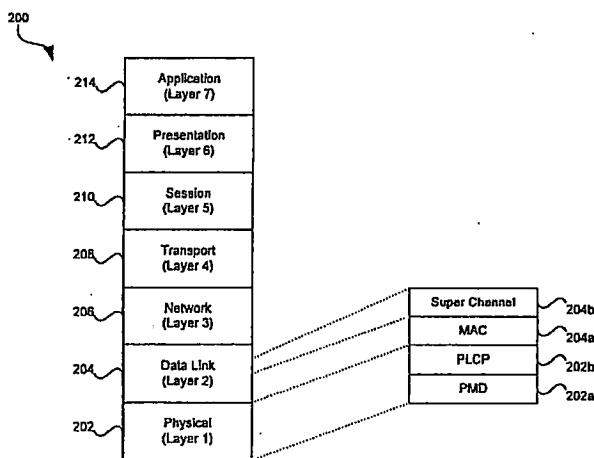 200
214
Application
(Layer 7)
212
Presentation
(Layer 6)
210
Session
(Layer 5)
208
Transport
(Layer 4)
206
Network
(Layer 3)
204
Data Link
(Layer 2)
202
Physical
(Layer 1)
Super Channel
204b
MAC
204a
PLCP
202b
PMD
202a